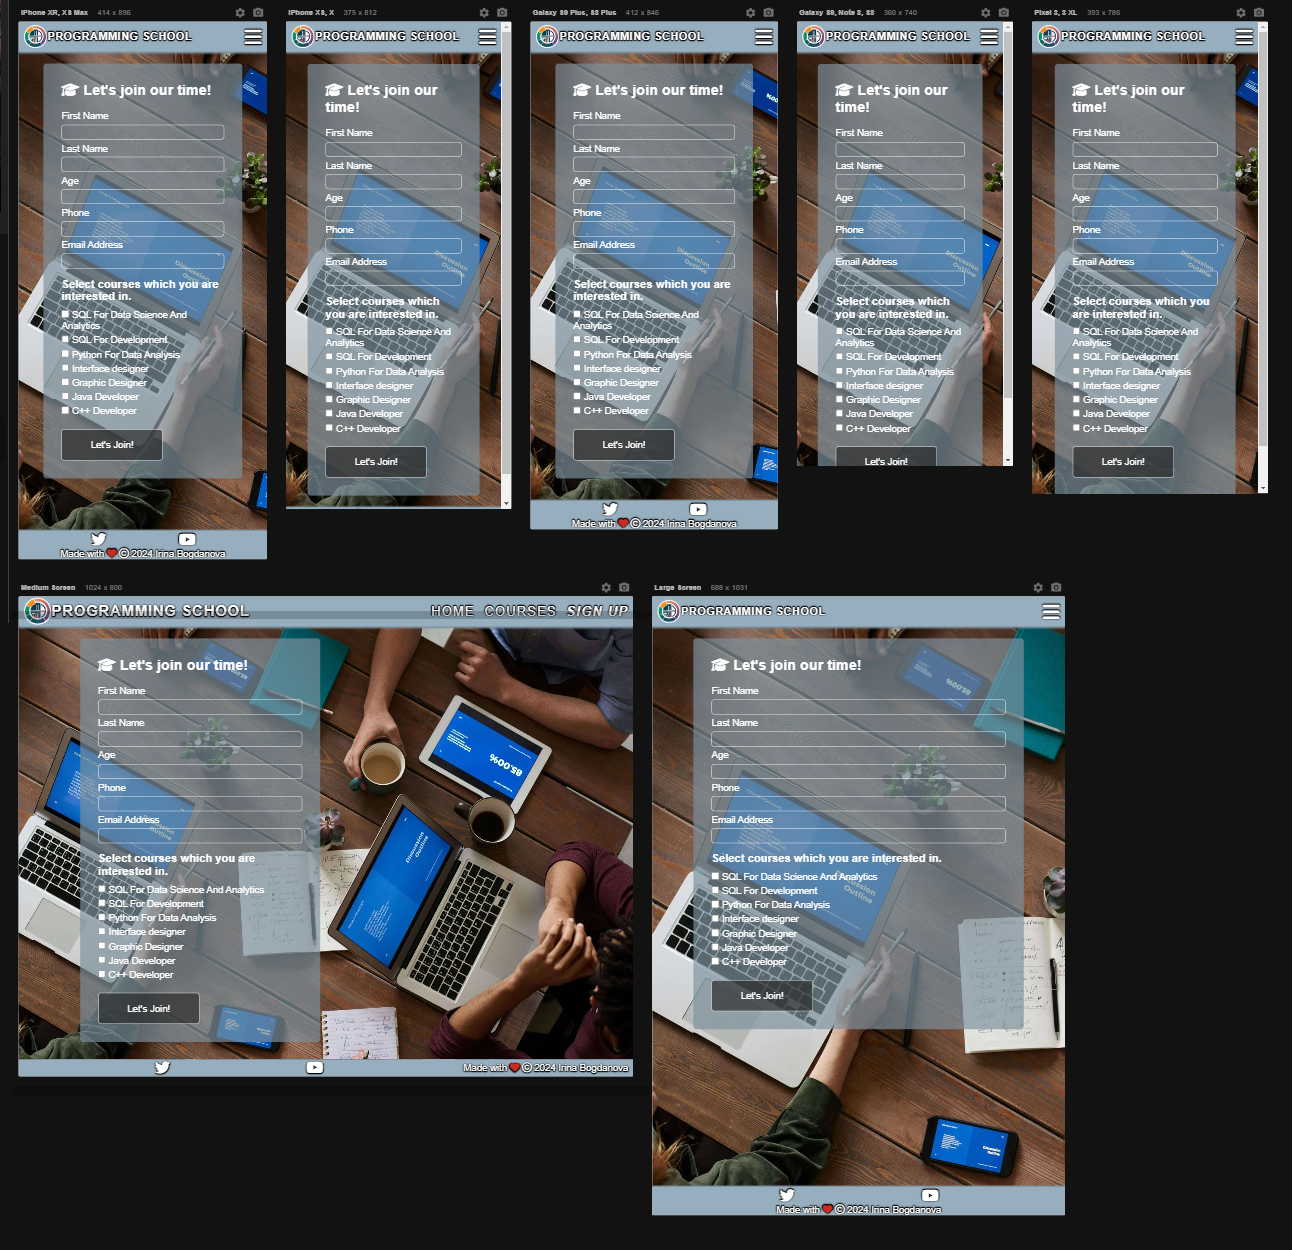 iPhone XR, XS Max 414 x 896
PROGRAMMING SCHOOL
Let's join our time!
First Name
Last Name
Age
Phone
Email Address
Select courses which you are
interested in.
SQL For Data Science And
Analytics
SQL For Development
Python For Data Analysis
Interface designer
Graphic Designer
Java Developer
C++ Developer
Let's Join!
Made with ❤ © 2024 Irina Bogdanova
iPhone XS, X 375 x 812
PROGRAMMING SCHOOL
Let's join our
time!
First Name
Last Name
Age
Phone
Email Address
Select courses which
you are interested in.
SQL For Data Science And
Analytics
SQL For Development
Python For Data Analysis
Interface designer
Graphic Designer
Java Developer
C++ Developer
Let's Join!
Galaxy S9 Plus, S8 Plus 412 x 846
PROGRAMMING SCHOOL
Let's join our time!
First Name
Last Name
Age
Phone
Email Address
Select courses which you are
interested in.
SQL For Data Science And
Analytics
SQL For Development
Python For Data Analysis
Interface designer
Graphic Designer
Java Developer
C++ Developer
Let's Join!
Made with ❤ © 2024 Irina Bogdanova
Galaxy S9, Note 8, S8 360 x 740
PROGRAMMING SCHOOL
Let's join our
time!
First Name
Last Name
Age
Phone
Email Address
Select courses which
you are interested in.
SQL For Data Science And
Analytics
SQL For Development
Python For Data Analysis
Interface designer
Graphic Designer
Java Developer
C++ Developer
Let's Join!
Pixel 3, 3 XL 393 x 786
PROGRAMMING SCHOOL
Let's join our
time!
First Name
Last Name
Age
Phone
Email Address
Select courses which you
are interested in.
SQL For Data Science And
Analytics
SQL For Development
Python For Data Analysis
Interface designer
Graphic Designer
Java Developer
C++ Developer
Let's Join!
Medium Screen 1024 x 800
PROGRAMMING SCHOOL HOME COURSES SIGN UP
Let's join our time!
First Name
Last Name
Age
Phone
Email Address
Select courses which you are
interested in.
SQL For Data Science And Analytics
SQL For Development
Python For Data Analysis
Interface designer
Graphic Designer
Java Developer
C++ Developer
Let's Join!
85.00%
Discussion
Outline
Made with ❤ © 2024 Irina Bogdanova
Large Screen 688 x 1031
PROGRAMMING SCHOOL
Let's join our time!
First Name
Last Name
Age
Phone
Email Address
Select courses which you are interested in.
SQL For Data Science And Analytics
SQL For Development
Python For Data Analysis
Interface designer
Graphic Designer
Java Developer
C++ Developer
Let's Join!
85.00%
Discussion
Outline
Made with ❤ © 2024 Irina Bogdanova